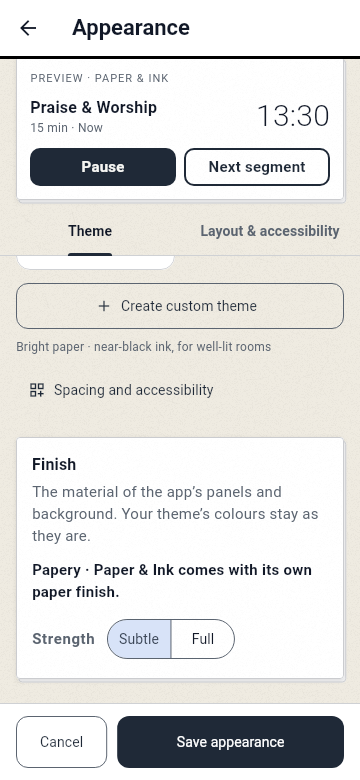 Appearance
PREVIEW · PAPER & INK
Praise & Worship
15 min · Now
13:30
Pause
Next segment
Theme
Layout & accessibility
Create custom theme
Bright paper · near-black ink, for well-lit rooms
Spacing and accessibility
Finish
The material of the app’s panels and
background. Your theme’s colours stay as
they are.
Papery · Paper & Ink comes with its own
paper finish.
Strength
Subtle
Full
Cancel
Save appearance